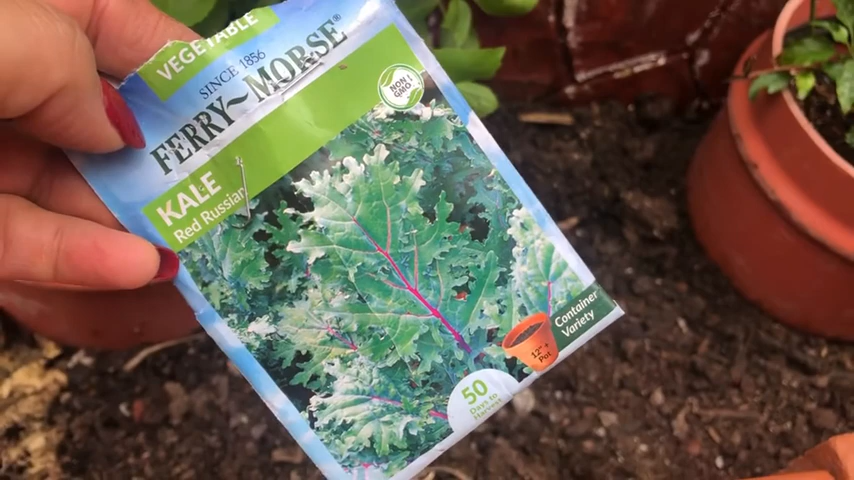 VEGETABLE
SINCE 1856
FERRY~MORSE®
NON
GMO
KALE
Red Russian
Container
Variety
12"+
Pot
50
Days to
Harvest